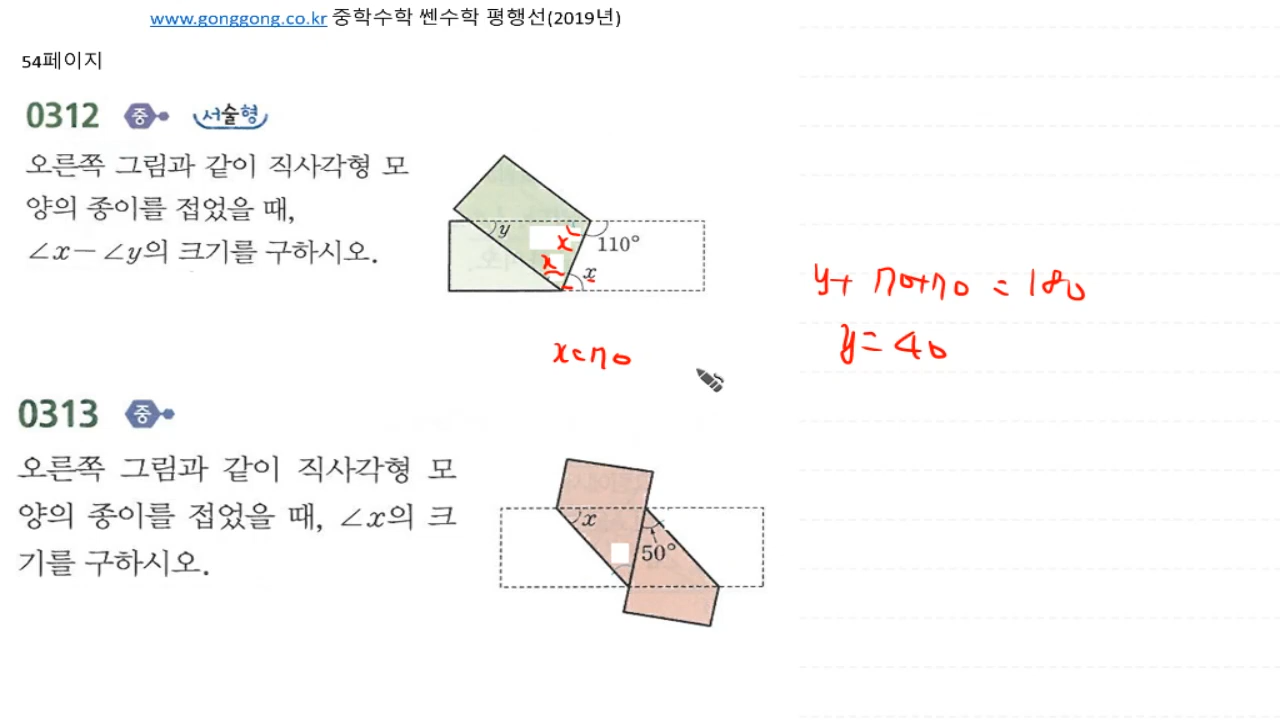 www.gonggong.co.kr 중학수학 쎈수학 평행선(2019년)
54페이지
0312 중 서술형
오른쪽 그림과 같이 직사각형 모
양의 종이를 접었을 때,
∠x－∠y의 크기를 구하시오.
y
x
110°
x
x
y+ 70+70 = 180
y= 40
x=70
0313 중
오른쪽 그림과 같이 직사각형 모
양의 종이를 접었을 때, ∠x의 크
기를 구하시오.
x
50°